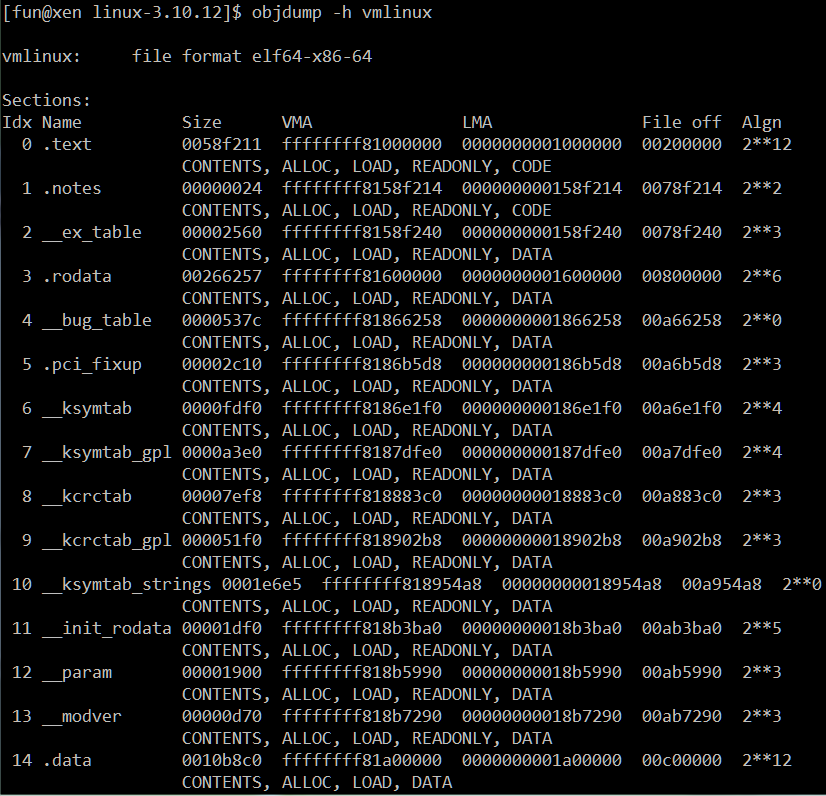 [fun@xen linux-3.10.12]$ objdump -h vmlinux
vmlinux:     file format elf64-x86-64
Sections:
Idx Name          Size      VMA               LMA               File off  Algn
  0 .text         0058f211  ffffffff81000000  0000000001000000  00200000  2**12
                  CONTENTS, ALLOC, LOAD, READONLY, CODE
  1 .notes        00000024  ffffffff8158f214  000000000158f214  0078f214  2**2
                  CONTENTS, ALLOC, LOAD, READONLY, CODE
  2 __ex_table    00002560  ffffffff8158f240  000000000158f240  0078f240  2**3
                  CONTENTS, ALLOC, LOAD, READONLY, DATA
  3 .rodata       00266257  ffffffff81600000  0000000001600000  00800000  2**6
                  CONTENTS, ALLOC, LOAD, READONLY, DATA
  4 __bug_table   0000537c  ffffffff81866258  0000000001866258  00a66258  2**0
                  CONTENTS, ALLOC, LOAD, READONLY, DATA
  5 .pci_fixup    00002c10  ffffffff8186b5d8  000000000186b5d8  00a6b5d8  2**3
                  CONTENTS, ALLOC, LOAD, READONLY, DATA
  6 __ksymtab     0000fdf0  ffffffff8186e1f0  000000000186e1f0  00a6e1f0  2**4
                  CONTENTS, ALLOC, LOAD, READONLY, DATA
  7 __ksymtab_gpl 0000a3e0  ffffffff8187dfe0  000000000187dfe0  00a7dfe0  2**4
                  CONTENTS, ALLOC, LOAD, READONLY, DATA
  8 __kcrctab     00007ef8  ffffffff818883c0  00000000018883c0  00a883c0  2**3
                  CONTENTS, ALLOC, LOAD, READONLY, DATA
  9 __kcrctab_gpl 000051f0  ffffffff818902b8  00000000018902b8  00a902b8  2**3
                  CONTENTS, ALLOC, LOAD, READONLY, DATA
 10 __ksymtab_strings 0001e6e5  ffffffff818954a8  00000000018954a8  00a954a8  2**0
                  CONTENTS, ALLOC, LOAD, READONLY, DATA
 11 __init_rodata 00001df0  ffffffff818b3ba0  00000000018b3ba0  00ab3ba0  2**5
                  CONTENTS, ALLOC, LOAD, READONLY, DATA
 12 __param       00001900  ffffffff818b5990  00000000018b5990  00ab5990  2**3
                  CONTENTS, ALLOC, LOAD, READONLY, DATA
 13 __modver      00000d70  ffffffff818b7290  00000000018b7290  00ab7290  2**3
                  CONTENTS, ALLOC, LOAD, READONLY, DATA
 14 .data         0010b8c0  ffffffff81a00000  0000000001a00000  00c00000  2**12
                  CONTENTS, ALLOC, LOAD, DATA